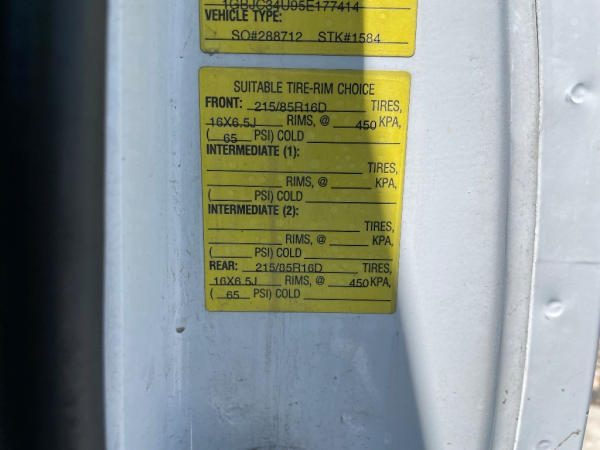 1GBJC34U95E177414
VEHICLE TYPE:
SO#288712 STK#1584
SUITABLE TIRE-RIM CHOICE
FRONT: 215/85R16D TIRES,
16X6.5J RIMS, @ 450 KPA,
( 65 PSI) COLD
INTERMEDIATE (1):
TIRES,
RIMS, @ KPA,
( PSI) COLD
INTERMEDIATE (2):
TIRES,
RIMS, @ KPA,
( PSI) COLD
REAR: 215/85R16D TIRES,
16X6.5J RIMS, @ 450 KPA,
( 65 PSI) COLD